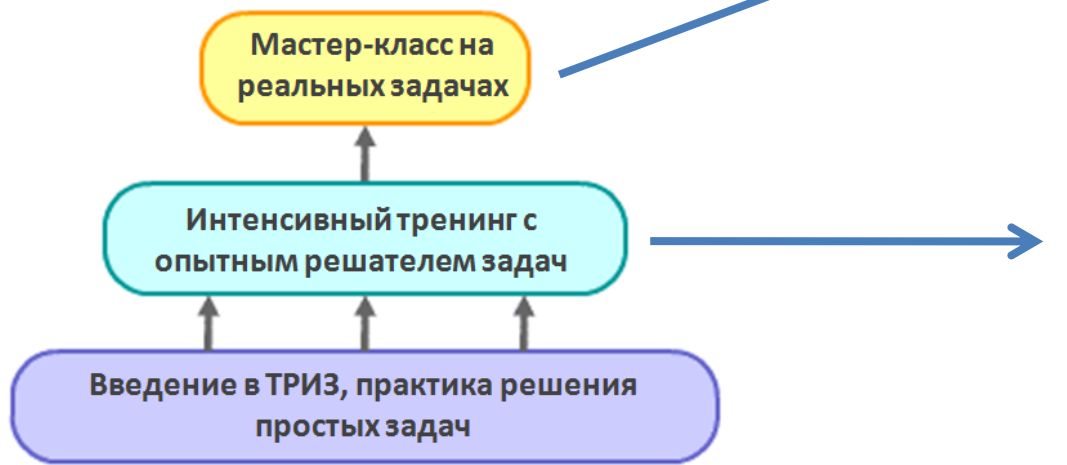 Мастер-класс на
реальных задачах
Интенсивный тренинг с
опытным решателем задач
Введение в ТРИЗ, практика решения
простых задач